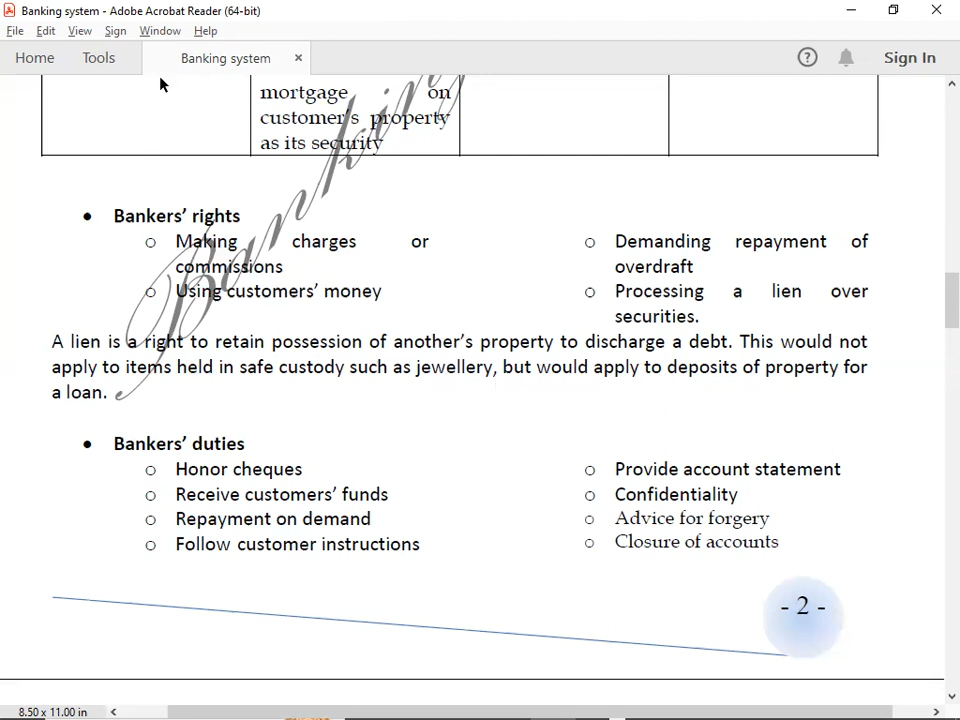 Banking system - Adobe Acrobat Reader (64-bit)
File Edit View Sign Window Help
Home Tools Banking system × ? Sign In
mortgage on
customer's property
as its security
Banking
• Bankers' rights
o Making charges or
commissions
o Using customers' money
o Demanding repayment of
overdraft
o Processing a lien over
securities.
A lien is a right to retain possession of another's property to discharge a debt. This would not
apply to items held in safe custody such as jewellery, but would apply to deposits of property for
a loan.
• Bankers' duties
o Honor cheques
o Receive customers' funds
o Repayment on demand
o Follow customer instructions
o Provide account statement
o Confidentiality
o Advice for forgery
o Closure of accounts
- 2 -
8.50 x 11.00 in